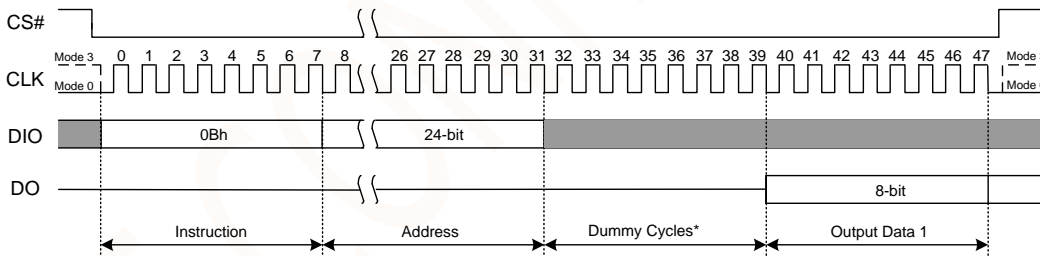 CS#
Mode 3 0 1 2 3 4 5 6 7 8 26 27 28 29 30 31 32 33 34 35 36 37 38 39 40 41 42 43 44 45 46 47 Mode
CLK
Mode 0 Mode
DIO 0Bh 24-bit
DO 8-bit
Instruction Address Dummy Cycles* Output Data 1